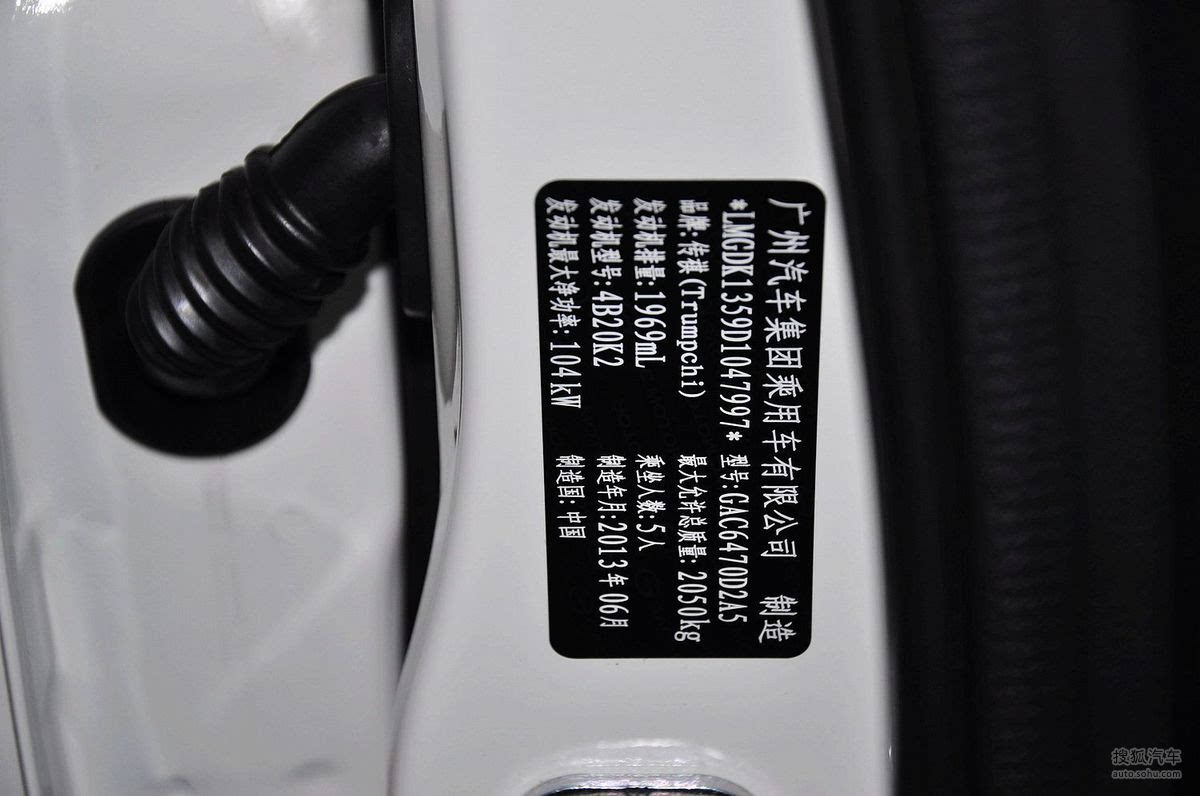 广州汽车集团乘用车有限公司 制造
*LMGDK1359D1047997* 型号:GAC6470D2A5
品牌:传祺(Trumpchi) 最大允许总质量:2050kg
发动机排量:1969mL 乘坐人数:5人
发动机型号:4B20K2 制造年月:2013年06月
发动机最大净功率:104kW 制造国:中国
搜狐汽车
auto.sohu.com